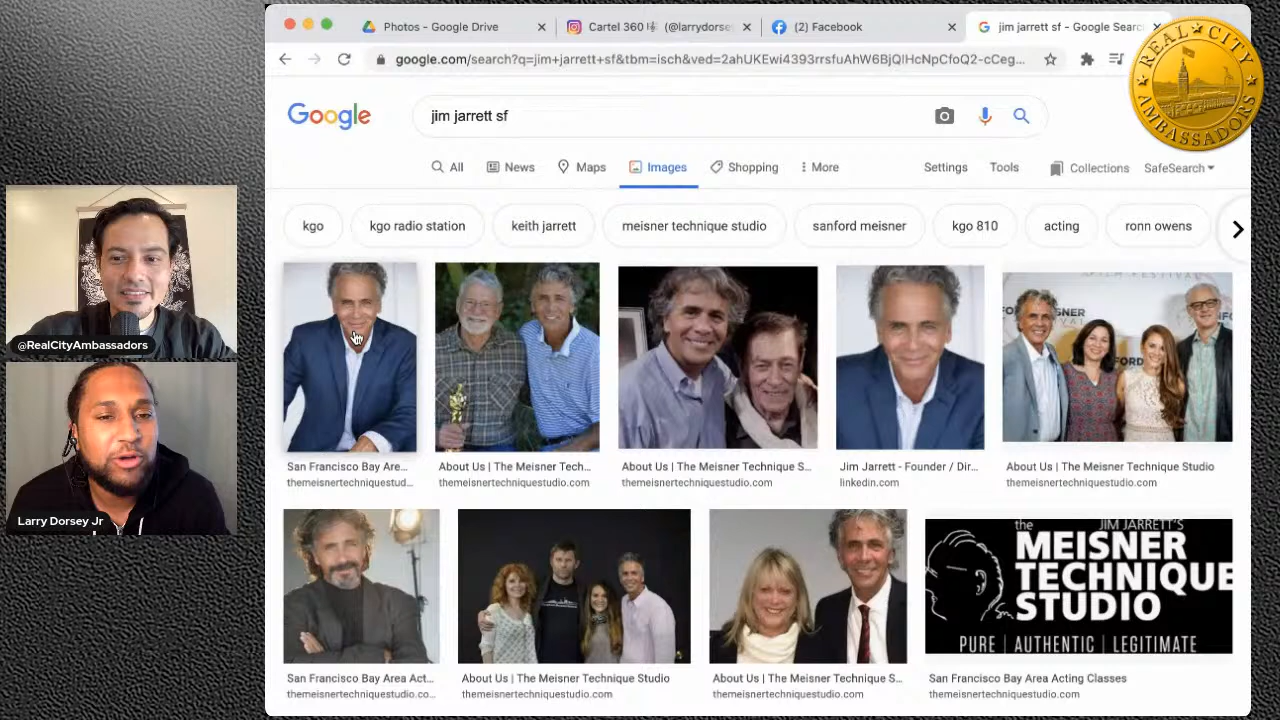 Photos - Google Drive
Cartel 360
(@larrydorse
(2) Facebook
jim jarrett sf - Google Sear
google.com/search?q=jim+jarrett+sf&tbm=isch&ved=
REAL CITY
AMBASSADORS
Google
jim jarrett sf
All
News
Maps
Images
Shopping
More
Settings
Tools
Collections
SafeSearch
kgo
kgo radio station
keith jarrett
meisner technique studio
sanford meisner
kgo 810
acting
ronn owens
San Francisco Bay Are...
themeisnertechniquestud...
About Us | The Meisner Tech...
themeisnertechniquestudio.com
About Us | The Meisner Technique S...
themeisnertechniquestudio.com
Jim Jarrett - Founder / Dir...
linkedin.com
About Us | The Meisner Technique Studio
themeisnertechniquestudio.com
@RealCityAmbassadors
Larry Dorsey Jr
the JIM JARRETT'S
MEISNER
TECHNIQUE
STUDIO
PURE | AUTHENTIC | LEGITIMATE
San Francisco Bay Area Act...
themeisnertechniquestudio.co...
About Us | The Meisner Technique Studio
themeisnertechniquestudio.com
About Us | The Meisner Technique S...
themeisnertechniquestudio.com
San Francisco Bay Area Acting Classes
themeisnertechniquestudio.com